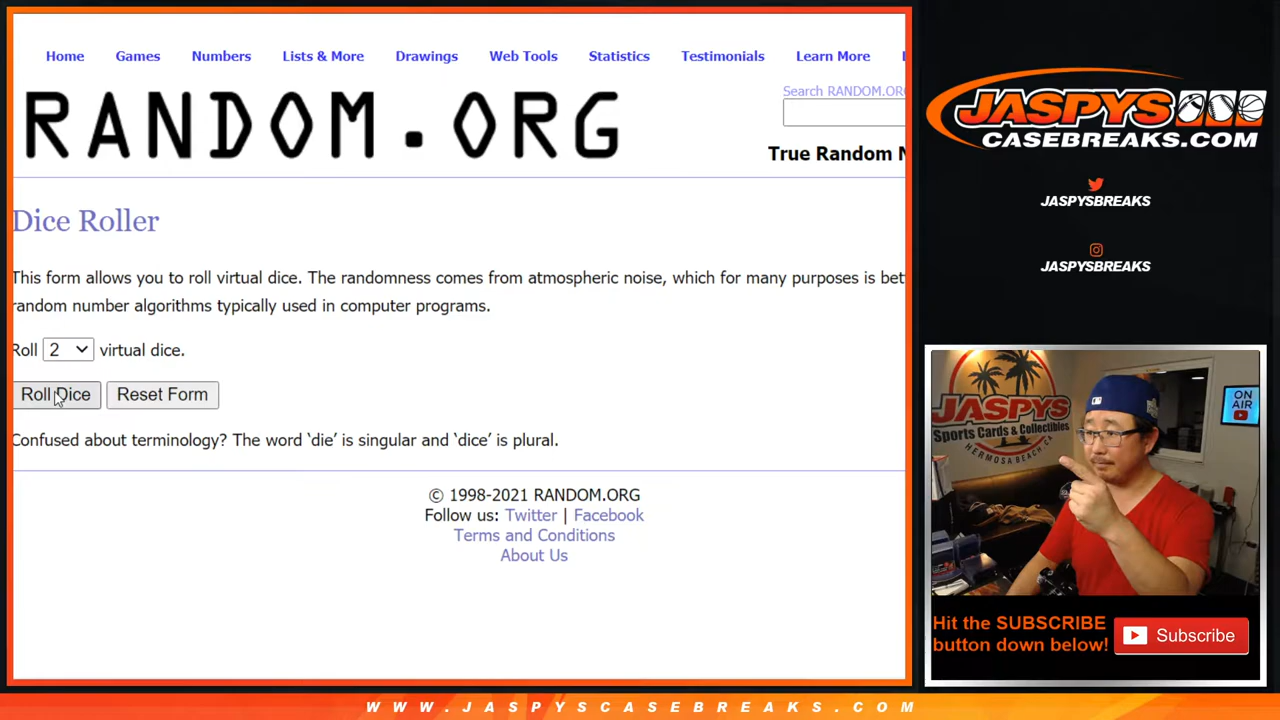 Home Games Numbers Lists & More Drawings Web Tools Statistics Testimonials Learn More
RANDOM.ORG
Search RANDOM.ORG
True Random N
Dice Roller
This form allows you to roll virtual dice. The randomness comes from atmospheric noise, which for many purposes is bet
random number algorithms typically used in computer programs.
Roll 2 virtual dice.
Roll Dice Reset Form
Confused about terminology? The word ‘die’ is singular and ‘dice’ is plural.
© 1998-2021 RANDOM.ORG
Follow us: Twitter | Facebook
Terms and Conditions
About Us
JASPYS
CASEBREAKS.COM
JASPYSBREAKS
JASPYSBREAKS
JASPYS
Sports Cards & Collectibles
HERMOSA BEACH, CA
ON
AIR
Hit the SUBSCRIBE
button down below!
Subscribe
WWW.JASPYSCASEBREAKS.COM